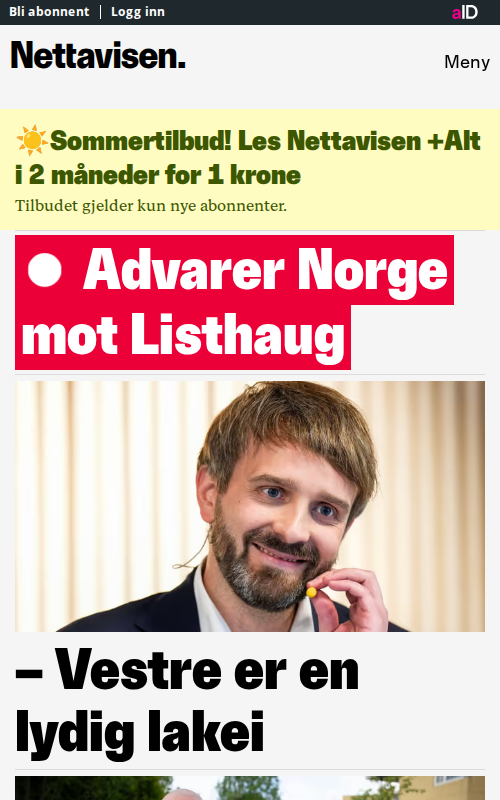 Bli abonnent | Logg inn
aID
Nettavisen.
Meny
☀️Sommertilbud! Les Nettavisen +Alt
i 2 måneder for 1 krone
Tilbudet gjelder kun nye abonnenter.
Advarer Norge
mot Listhaug
– Vestre er en
lydig lakei